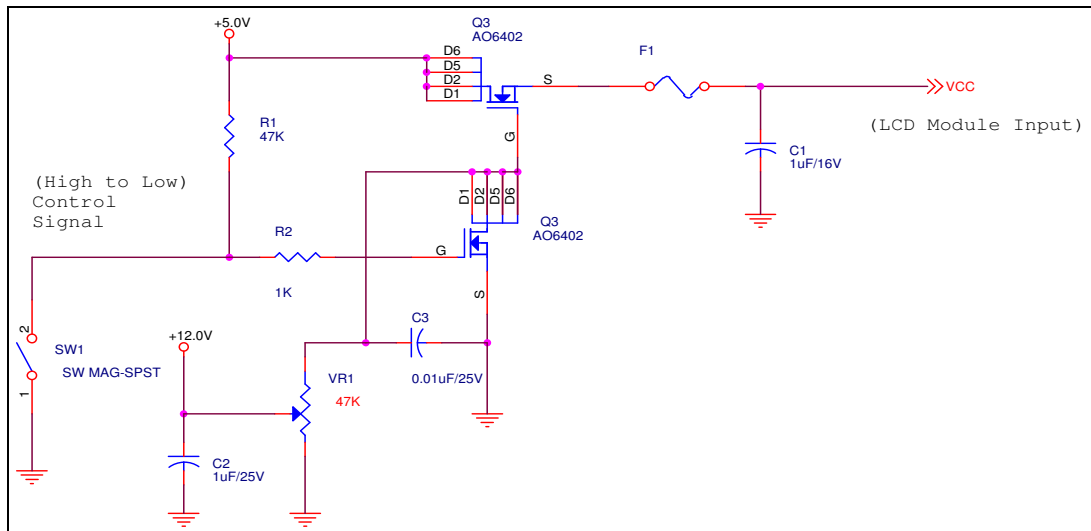 +5.0V
Q3
AO6402
D6
D5
D2
D1
S
F1
VCC
(LCD Module Input)
R1
47K
G
C1
1uF/16V
(High to Low)
Control
Signal
D1
D2
D5
D6
Q3
AO6402
R2
G
1K
S
2
+12.0V
C3
SW1
SW MAG-SPST
VR1
0.01uF/25V
1
47K
C2
1uF/25V